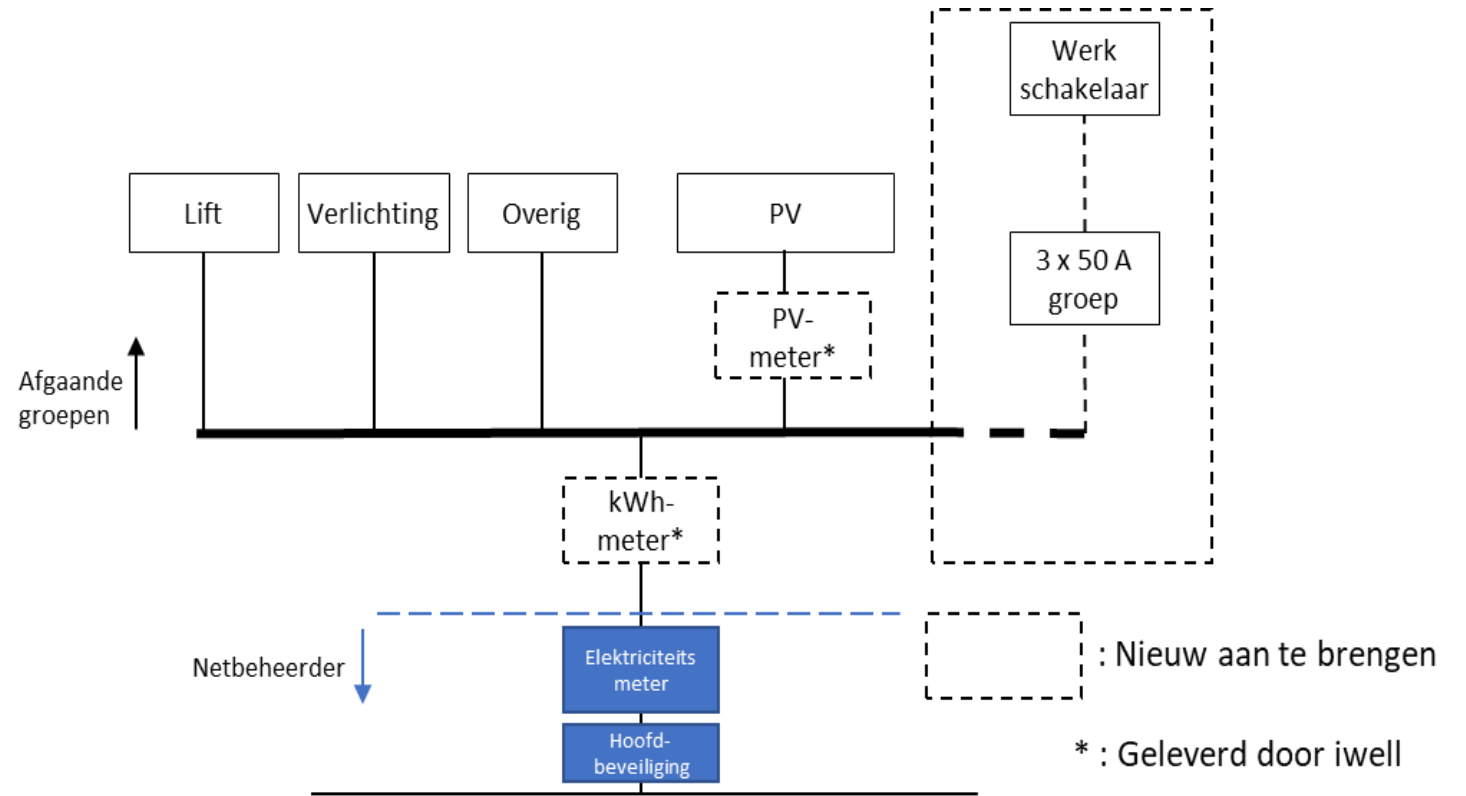 Werk
schakelaar
Lift
Verlichting
Overig
PV
3 x 50 A
groep
PV-
meter*
Afgaande
groepen
kWh-
meter*
Netbeheerder
Elektriciteits
meter
: Nieuw aan te brengen
Hoofd-
beveiliging
* : Geleverd door iwell